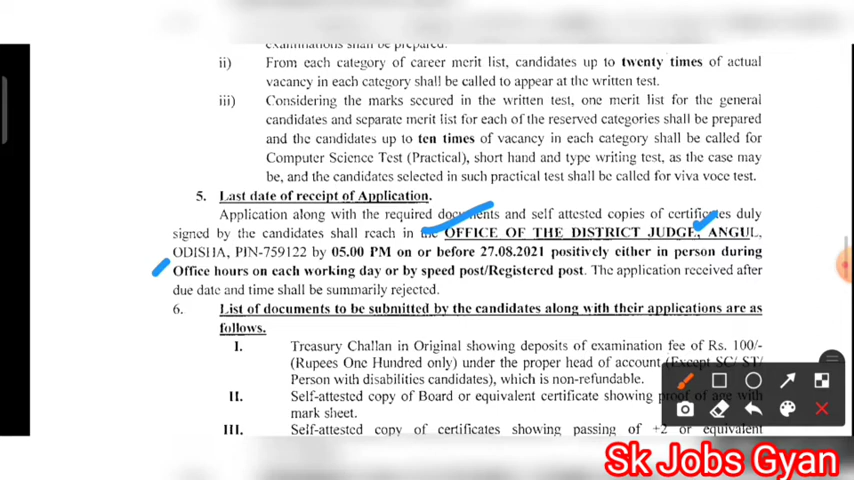 examinations shall be prepared.
ii) From each category of career merit list, candidates up to twenty times of actual
vacancy in each category shall be called to appear at the written test.
iii) Considering the marks secured in the written test, one merit list for the general
candidates and separate merit list for each of the reserved categories shall be prepared
and the candidates up to ten times of vacancy in each category shall be called for
Computer Science Test (Practical), short hand and type writing test, as the case may
be, and the candidates selected in such practical test shall be called for viva voce test.
5. Last date of receipt of Application.
Application along with the required documents and self attested copies of certificates duly
signed by the candidates shall reach in the OFFICE OF THE DISTRICT JUDGE, ANGUL,
ODISHA, PIN-759122 by 05.00 PM on or before 27.08.2021 positively either in person during
Office hours on each working day or by speed post/Registered post. The application received after
due date and time shall be summarily rejected.
6. List of documents to be submitted by the candidates along with their applications are as
follows.
I. Treasury Challan in Original showing deposits of examination fee of Rs. 100/-
(Rupees One Hundred only) under the proper head of account (Except SC/ ST/
Person with disabilities candidates), which is non-refundable.
II. Self-attested copy of Board or equivalent certificate showing proof of age with
mark sheet.
III. Self-attested copy of certificates showing passing of +2 or equivalent
Sk Jobs Gyan